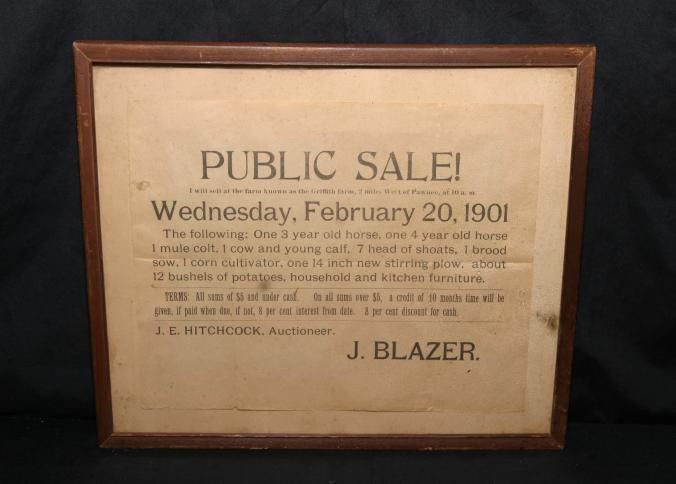 PUBLIC SALE!
I will sell at the farm known as the Griffith farm, 2 miles West of Pawnee, at 10 a. m.
Wednesday, February 20, 1901
The following: One 3 year old horse, one 4 year old horse
1 mule colt, 1 cow and young calf, 7 head of shoats, 1 brood
sow, 1 corn cultivator, one 14 inch new stirring plow, about
12 bushels of potatoes, household and kitchen furniture.
TERMS: All sums of $5 and under cash. On all sums over $5, a credit of 10 months time will be
given, if paid when due, if not, 8 per cent interest from date. 8 per cent discount for cash.
J. E. HITCHCOCK, Auctioneer.
J. BLAZER.